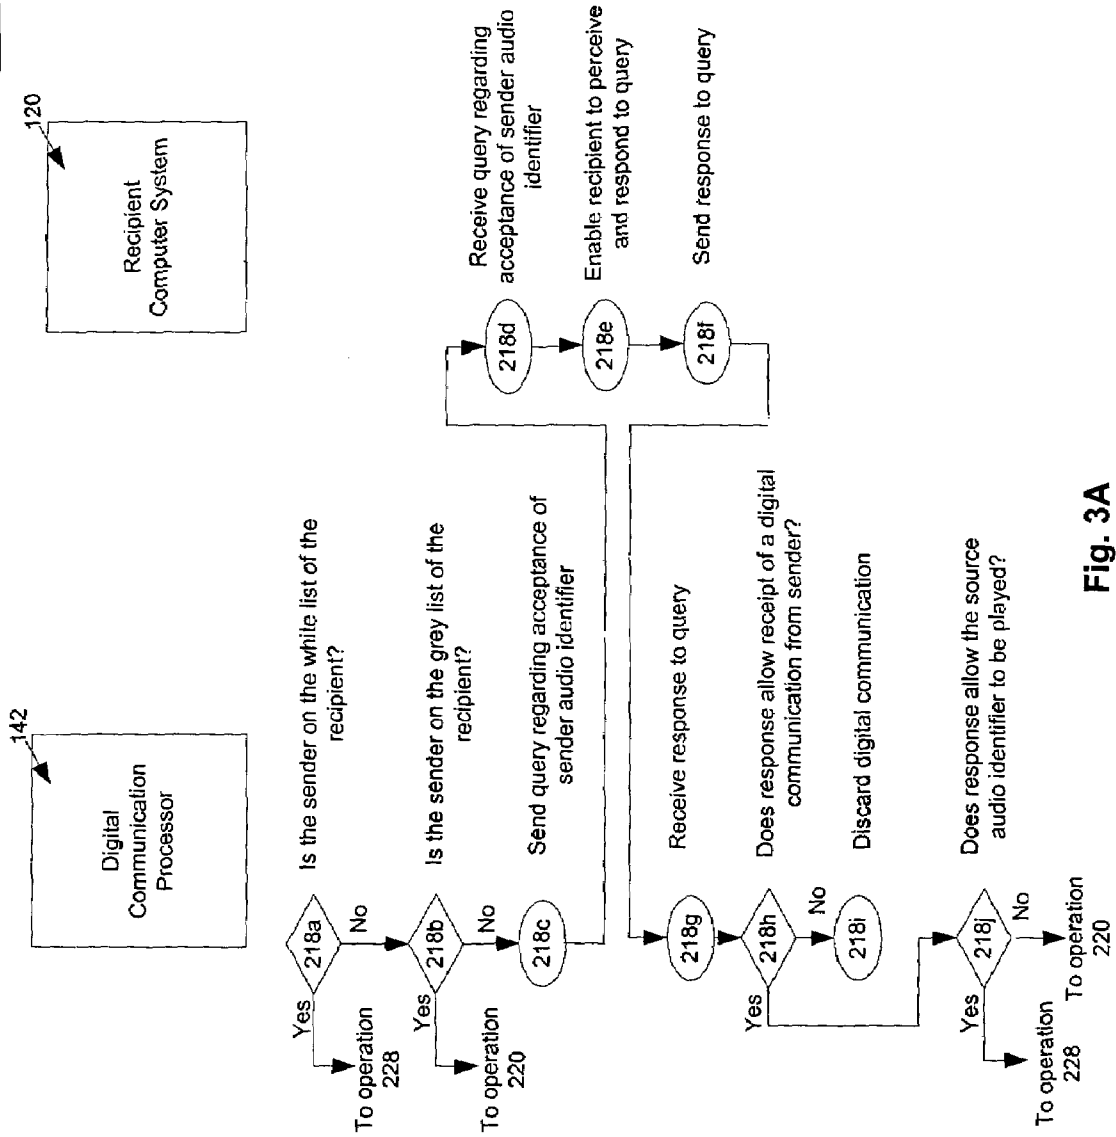 142
Digital
Communication
Processor
120
Recipient
Computer System
218a
Is the sender on the white list of the
recipient?
Yes
No
To operation
228
218b
Is the sender on the grey list of the
recipient?
Yes
No
To operation
220
218c
Send query regarding acceptance of
sender audio identifier
218d
Receive query regarding
acceptance of sender audio
identifier
218e
Enable recipient to perceive
and respond to query
218f
Send response to query
218g
Receive response to query
218h
Does response allow receipt of a digital
communication from sender?
Yes
No
218i
Discard digital communication
218j
Does response allow the source
audio identifier to be played?
Yes
No
To operation
228
To operation
220
Fig. 3A